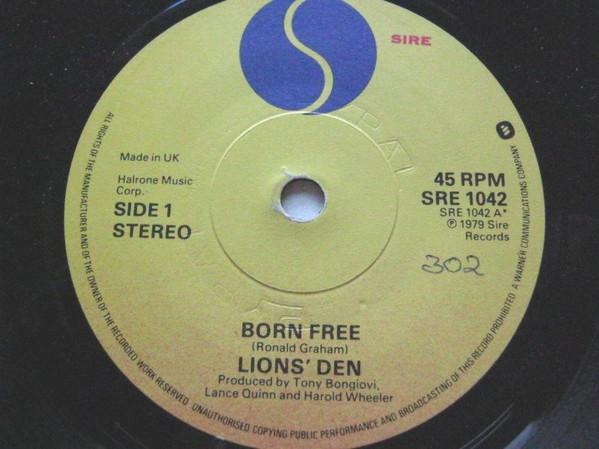 SIRE
Made in UK
Halrone Music
Corp.
SIDE 1
STEREO
45 RPM
SRE 1042
SRE 1042 A*
℗ 1979 Sire
Records
302
BORN FREE
(Ronald Graham)
LIONS' DEN
Produced by Tony Bongiovi,
Lance Quinn and Harold Wheeler
ALL RIGHTS OF THE MANUFACTURER AND OF THE OWNER OF THE RECORDED WORK RESERVED UNAUTHORISED COPYING PUBLIC PERFORMANCE AND BROADCASTING OF THIS RECORD PROHIBITED A WARNER COMMUNICATIONS COMPANY